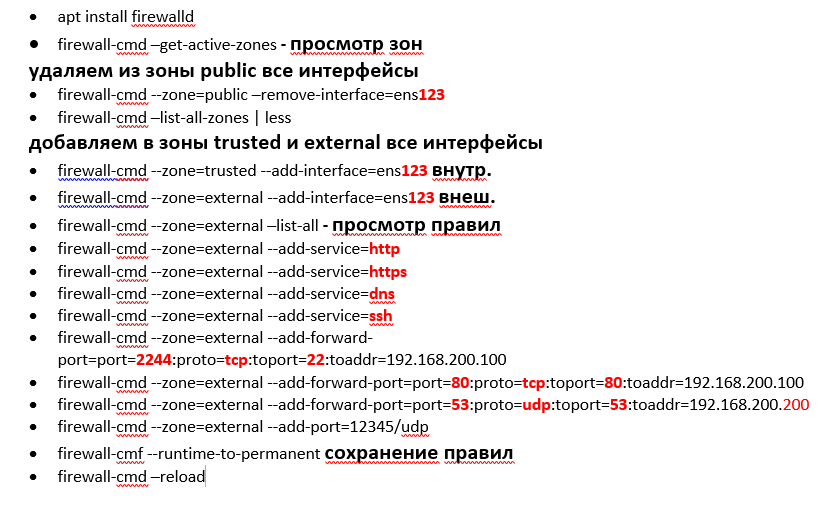 • apt install firewalld
• firewall-cmd –get-active-zones - просмотр зон
удаляем из зоны public все интерфейсы
• firewall-cmd --zone=public –remove-interface=ens123
• firewall-cmd –list-all-zones | less
добавляем в зоны trusted и external все интерфейсы
• firewall-cmd --zone=trusted --add-interface=ens123 внутр.
• firewall-cmd --zone=external --add-interface=ens123 внеш.
• firewall-cmd --zone=external –list-all - просмотр правил
• firewall-cmd --zone=external --add-service=http
• firewall-cmd --zone=external --add-service=https
• firewall-cmd --zone=external --add-service=dns
• firewall-cmd --zone=external --add-service=ssh
• firewall-cmd --zone=external --add-forward-
port=port=2244:proto=tcp:toport=22:toaddr=192.168.200.100
• firewall-cmd --zone=external --add-forward-port=port=80:proto=tcp:toport=80:toaddr=192.168.200.100
• firewall-cmd --zone=external --add-forward-port=port=53:proto=udp:toport=53:toaddr=192.168.200.200
• firewall-cmd --zone=external --add-port=12345/udp
• firewall-cmf --runtime-to-permanent сохранение правил
• firewall-cmd –reload